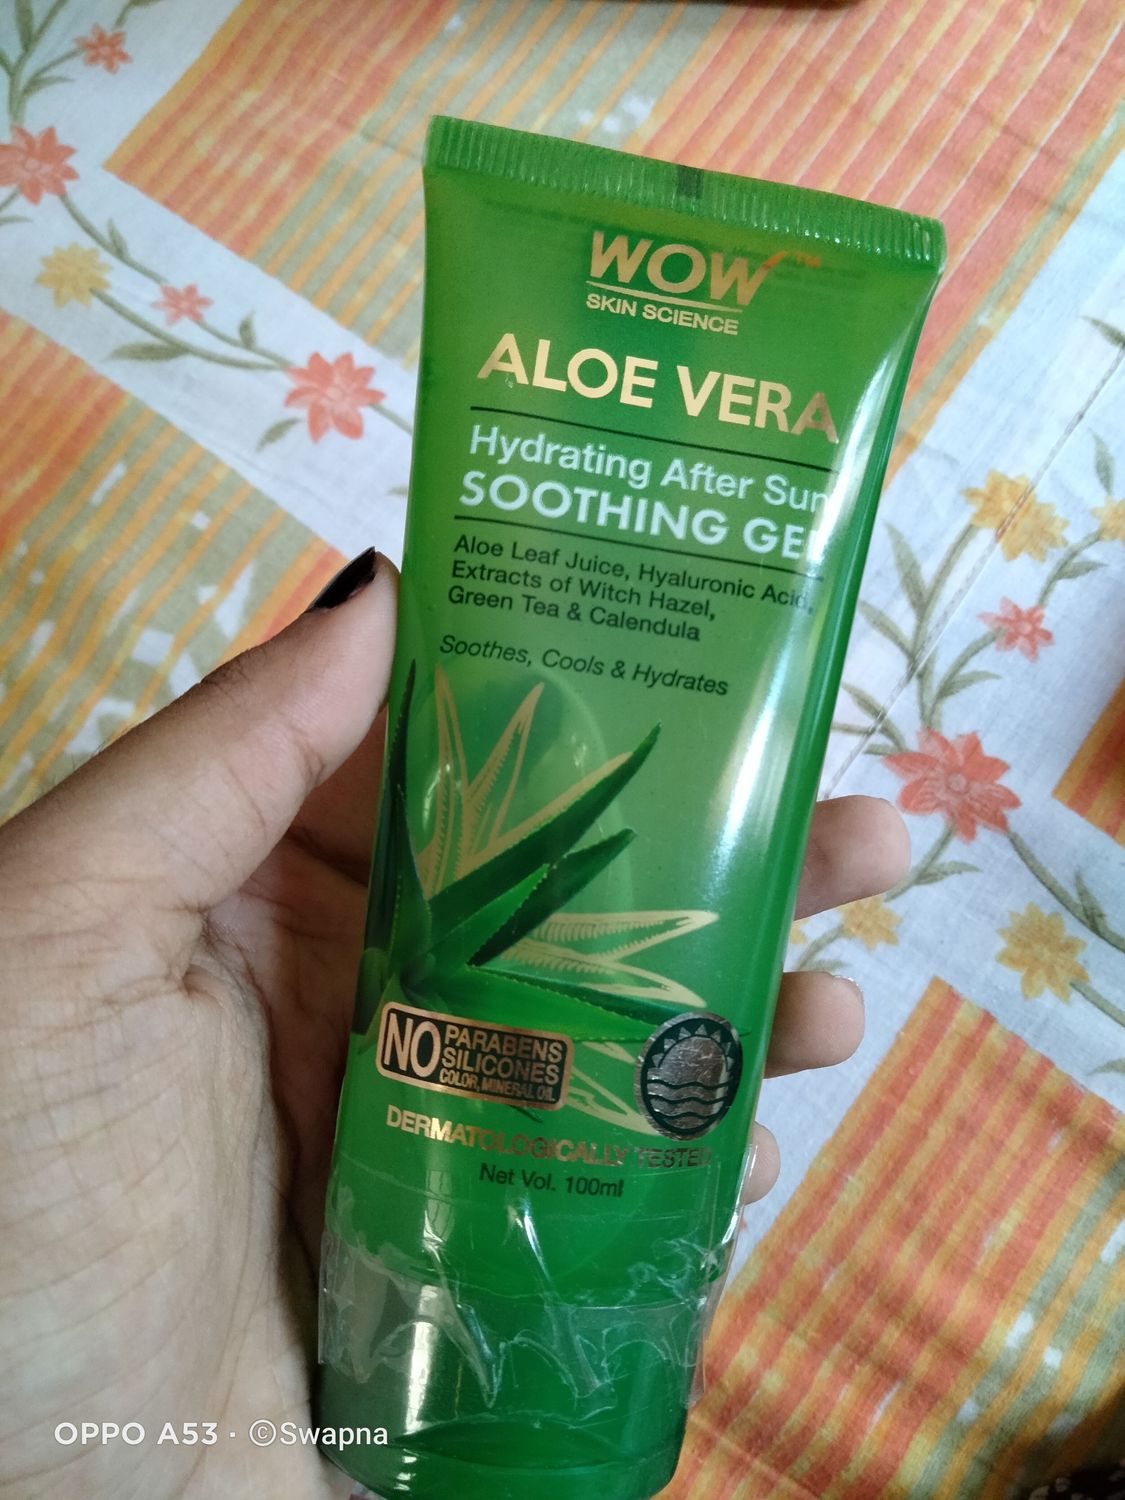 WOW™
SKIN SCIENCE
ALOE VERA
Hydrating After Sun
SOOTHING GEL
Aloe Leaf Juice, Hyaluronic Acid,
Extracts of Witch Hazel,
Green Tea & Calendula
Soothes, Cools & Hydrates
NO PARABENS
SILICONES
COLOR, MINERAL OIL
DERMATOLOGICALLY TESTED
Net Vol. 100ml
OPPO A53 · ©Swapna